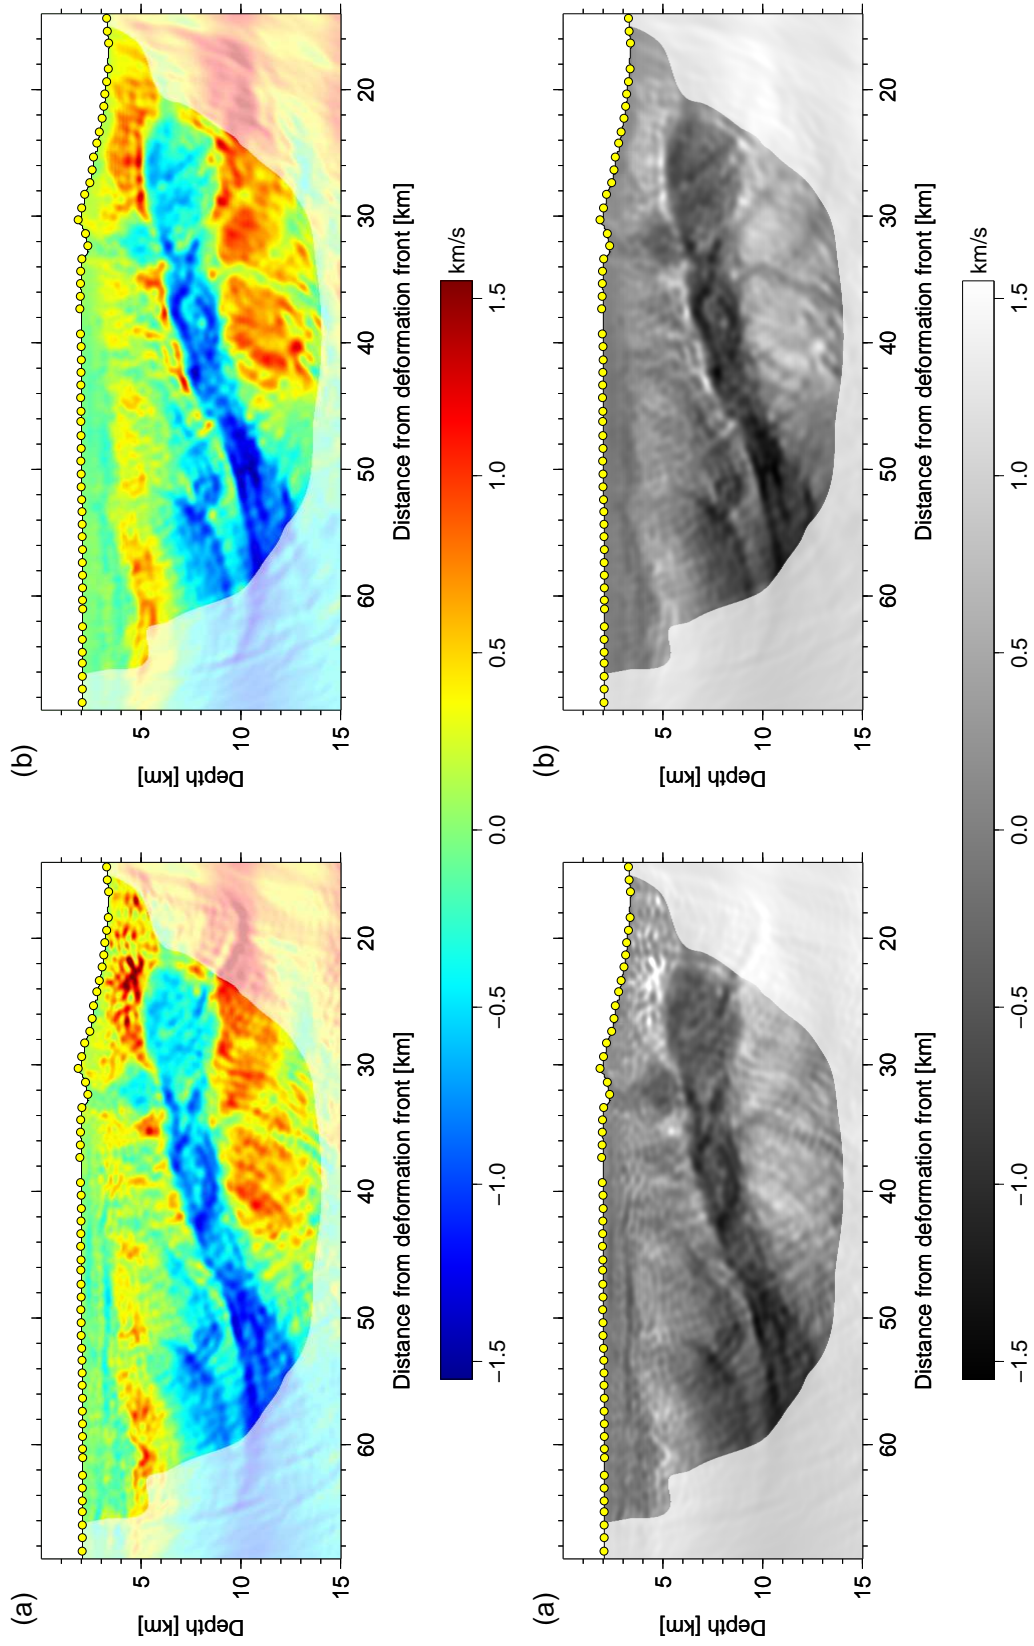 (a)
(b)
Depth [km]
5
10
15
60 50 40 30 20
Distance from deformation front [km]
Depth [km]
5
10
15
60 50 40 30 20
Distance from deformation front [km]
km/s
−1.5 −1.0 −0.5 0.0 0.5 1.0 1.5
(a)
(b)
Depth [km]
5
10
15
60 50 40 30 20
Distance from deformation front [km]
Depth [km]
5
10
15
60 50 40 30 20
Distance from deformation front [km]
km/s
−1.5 −1.0 −0.5 0.0 0.5 1.0 1.5